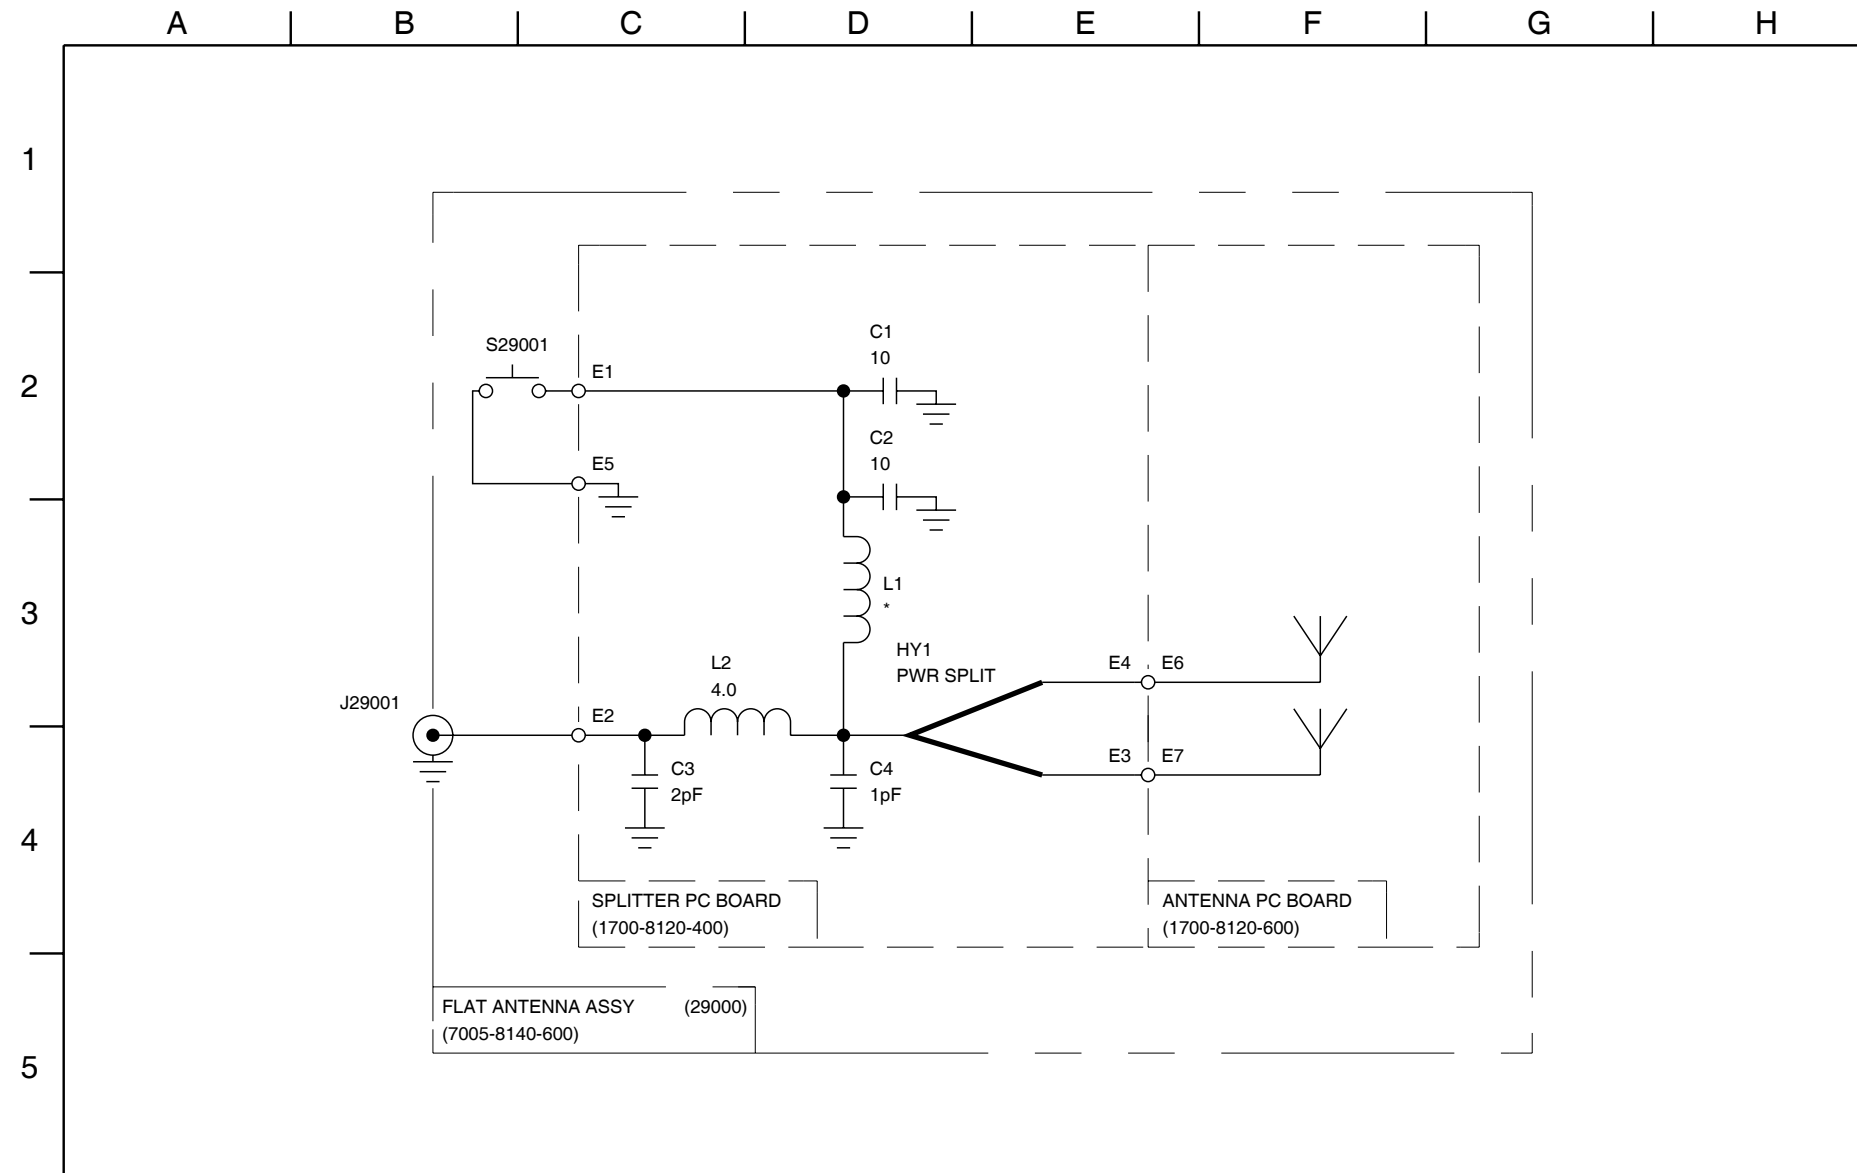 A B C D E F G H
1
2
3
4
5
S29001
E1
C1
10
C2
10
E5
L1
*
HY1
PWR SPLIT
L2
4.0
E4 E6
J29001
E2
E3 E7
C3
2pF
C4
1pF
SPLITTER PC BOARD
(1700-8120-400)
ANTENNA PC BOARD
(1700-8120-600)
FLAT ANTENNA ASSY (29000)
(7005-8140-600)